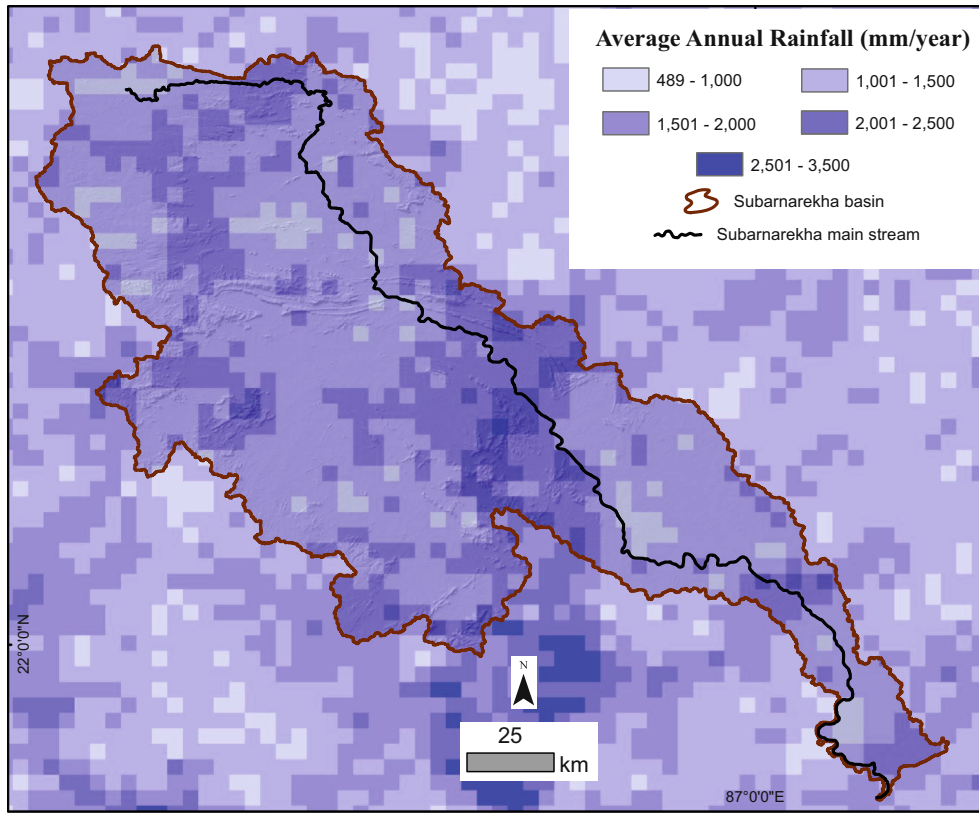 Average Annual Rainfall (mm/year)
489 - 1,000
1,001 - 1,500
1,501 - 2,000
2,001 - 2,500
2,501 - 3,500
Subarnarekha basin
Subarnarekha main stream
22°0'0"N
N
25
km
87°0'0"E